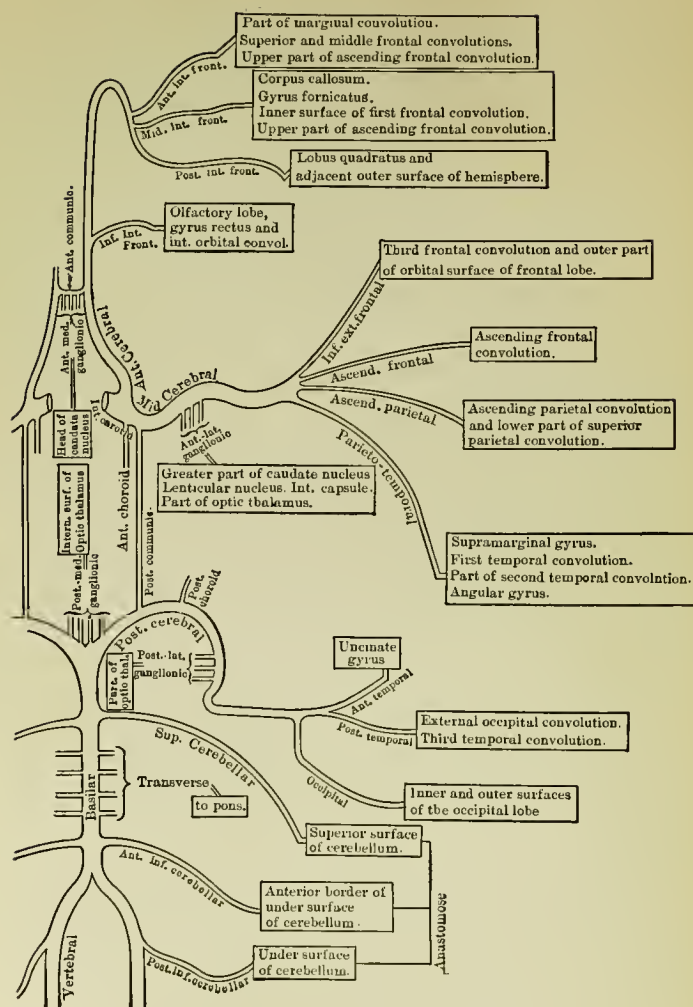 Part of marginal convolution.
Superior and middle frontal convolutions.
Upper part of ascending frontal convolution.
Ant. int. front.
Corpus callosum.
Gyrus fornicatus.
Inner surface of first frontal convolution.
Upper part of ascending frontal convolution.
Mid. int. front.
Lobus quadratus and
adjacent outer surface of hemisphere.
Post. int. front.
Olfactory lobe,
gyrus rectus and
int. orbital convol.
Inf. Int.
Front.
Ant. communic.
Third frontal convolution and outer part
of orbital surface of frontal lobe.
Inf. ext. frontal
Ascending frontal
convolution.
Ascend. frontal
Ascend. parietal
Ascending parietal convolution
and lower part of superior
parietal convolution.
Parieto-temporal
Ant. Cerebral
Mid Cerebral
Ant. med.
ganglionic
Head of
candata
nucleus
Int.
carotid
Ant.-lat.
ganglionic
Greater part of caudate nucleus
Lenticular nucleus. Int. capsule.
Part of optic thalamus.
Intern. surf. of
Optic thalamus
Ant. choroid
Post. communic.
Supramarginal gyrus.
First temporal convolution.
Part of second temporal convolntion.
Angular gyrus.
Post.-med.
ganglionic
Post.
choroid
Post. cerebral
Post.-lat.
ganglionic
Part. of
optic thal.
Uncinate
gyrus
Ant. temporal
Post. temporal
External occipital convolution.
Third temporal convolution.
Sup. Cerebellar
Occipital
Inner and outer surfaces
of the occipital lobe
Basilar
Transverse
to pons.
Superior surface
of cerebellum.
Ant. inf. cerebellar
Anterior border of
under surface
of cerebellum.
Anastomose
Post. inf. cerebellar
Under surface
of cerebellum.
Vertebral